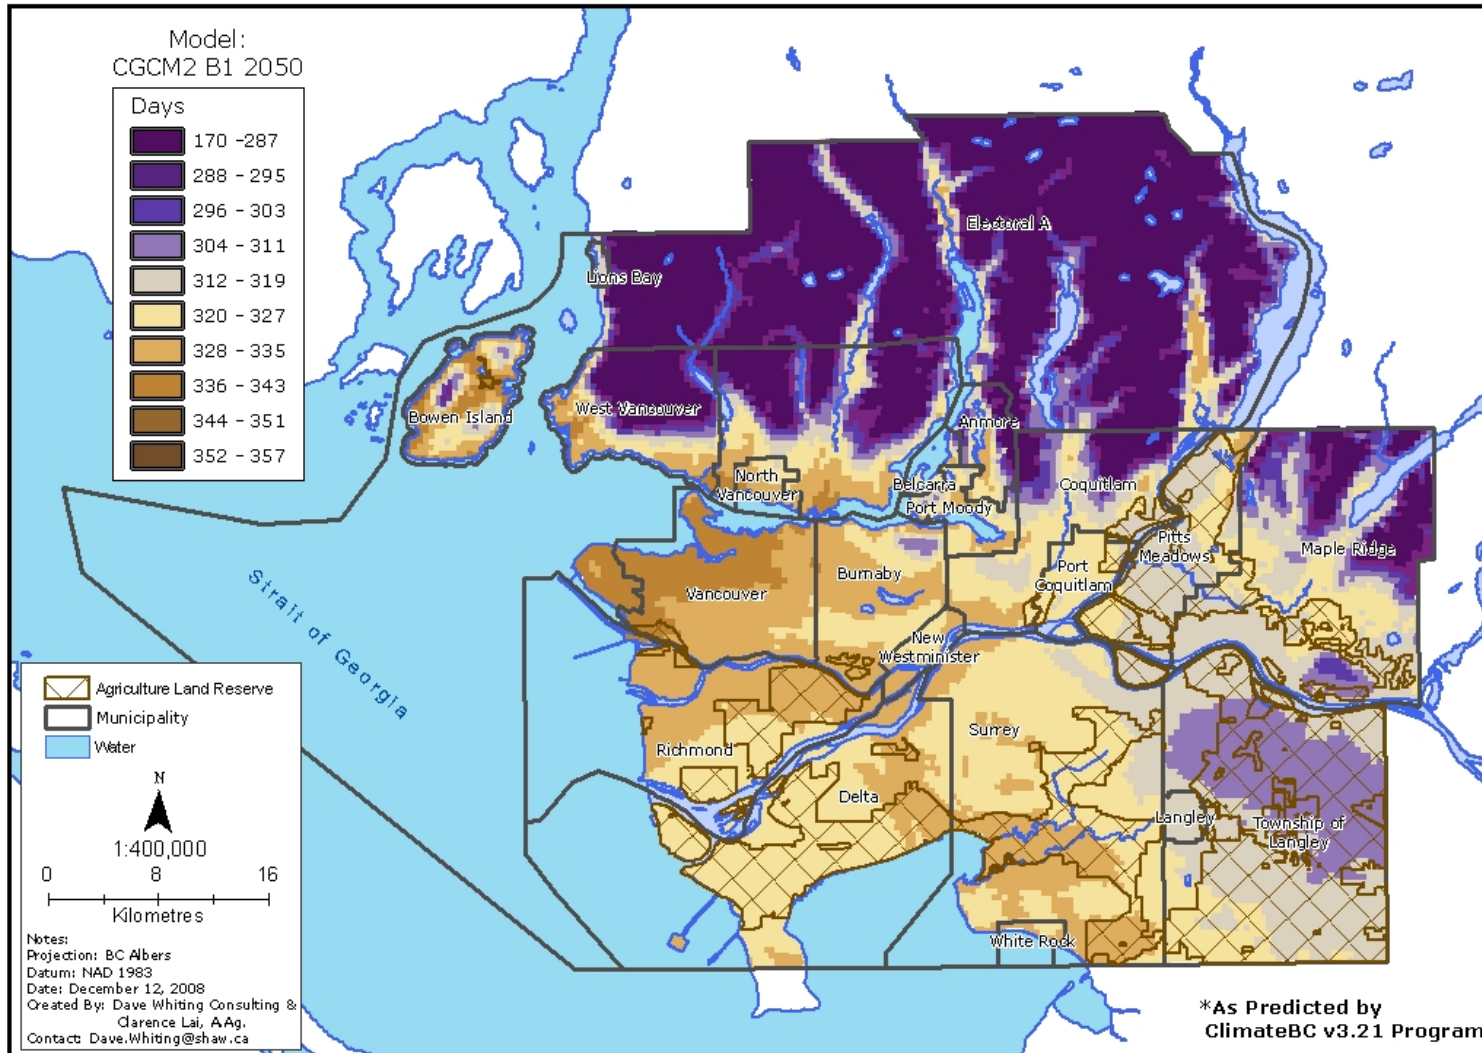 Model:
CGCM2 B1 2050
Days
170 -287
288 - 295
296 - 303
304 - 311
312 - 319
320 - 327
328 - 335
336 - 343
344 - 351
352 - 357
Electoral A
Lions Bay
Bowen Island
West Vancouver
Anmore
North
Vancouver
Belcarra
Port Moody
Coquitlam
Pitts
Meadows
Maple Ridge
Port
Coquitlam
Burnaby
Vancouver
New
Westminister
Strait of Georgia
Richmond
Surrey
Delta
Langley
Township of
Langley
White Rock
Agriculture Land Reserve
Municipality
Water
N
1:400,000
0 8 16
Kilometres
Notes:
Projection: BC Albers
Datum: NAD 1983
Date: December 12, 2008
Created By: Dave Whiting Consulting &
Clarence Lai, A.Ag.
Contact: Dave.Whiting@shaw.ca
*As Predicted by
ClimateBC v3.21 Program